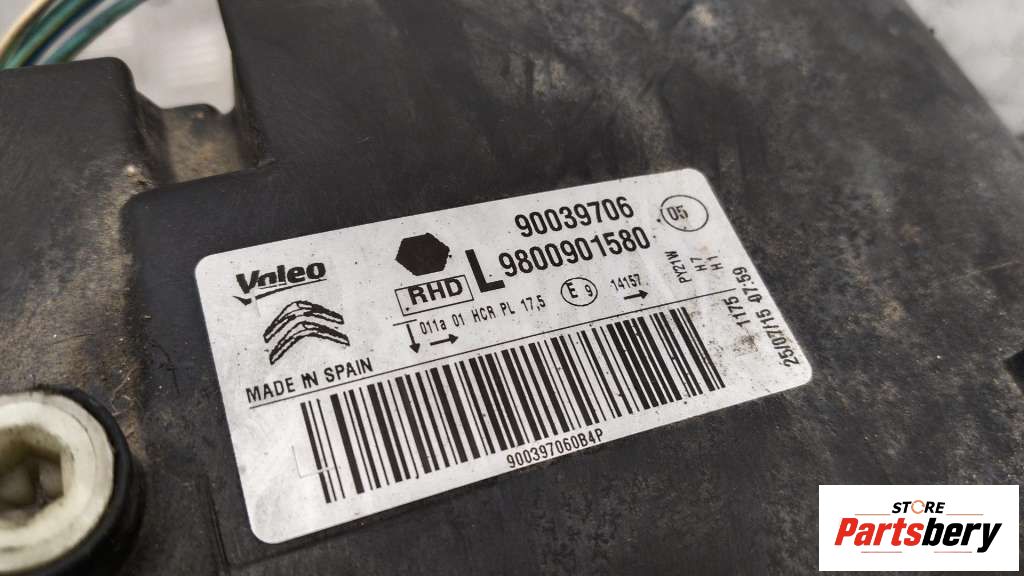 Valeo
MADE IN SPAIN
RHD
L
90039706
9800901580
05
011a 01 HCR PL 17,5
E 9
14157
PY21W
H7
H1
1175
25/07/15 07:59
900397060B4P
STORE
Partsbery